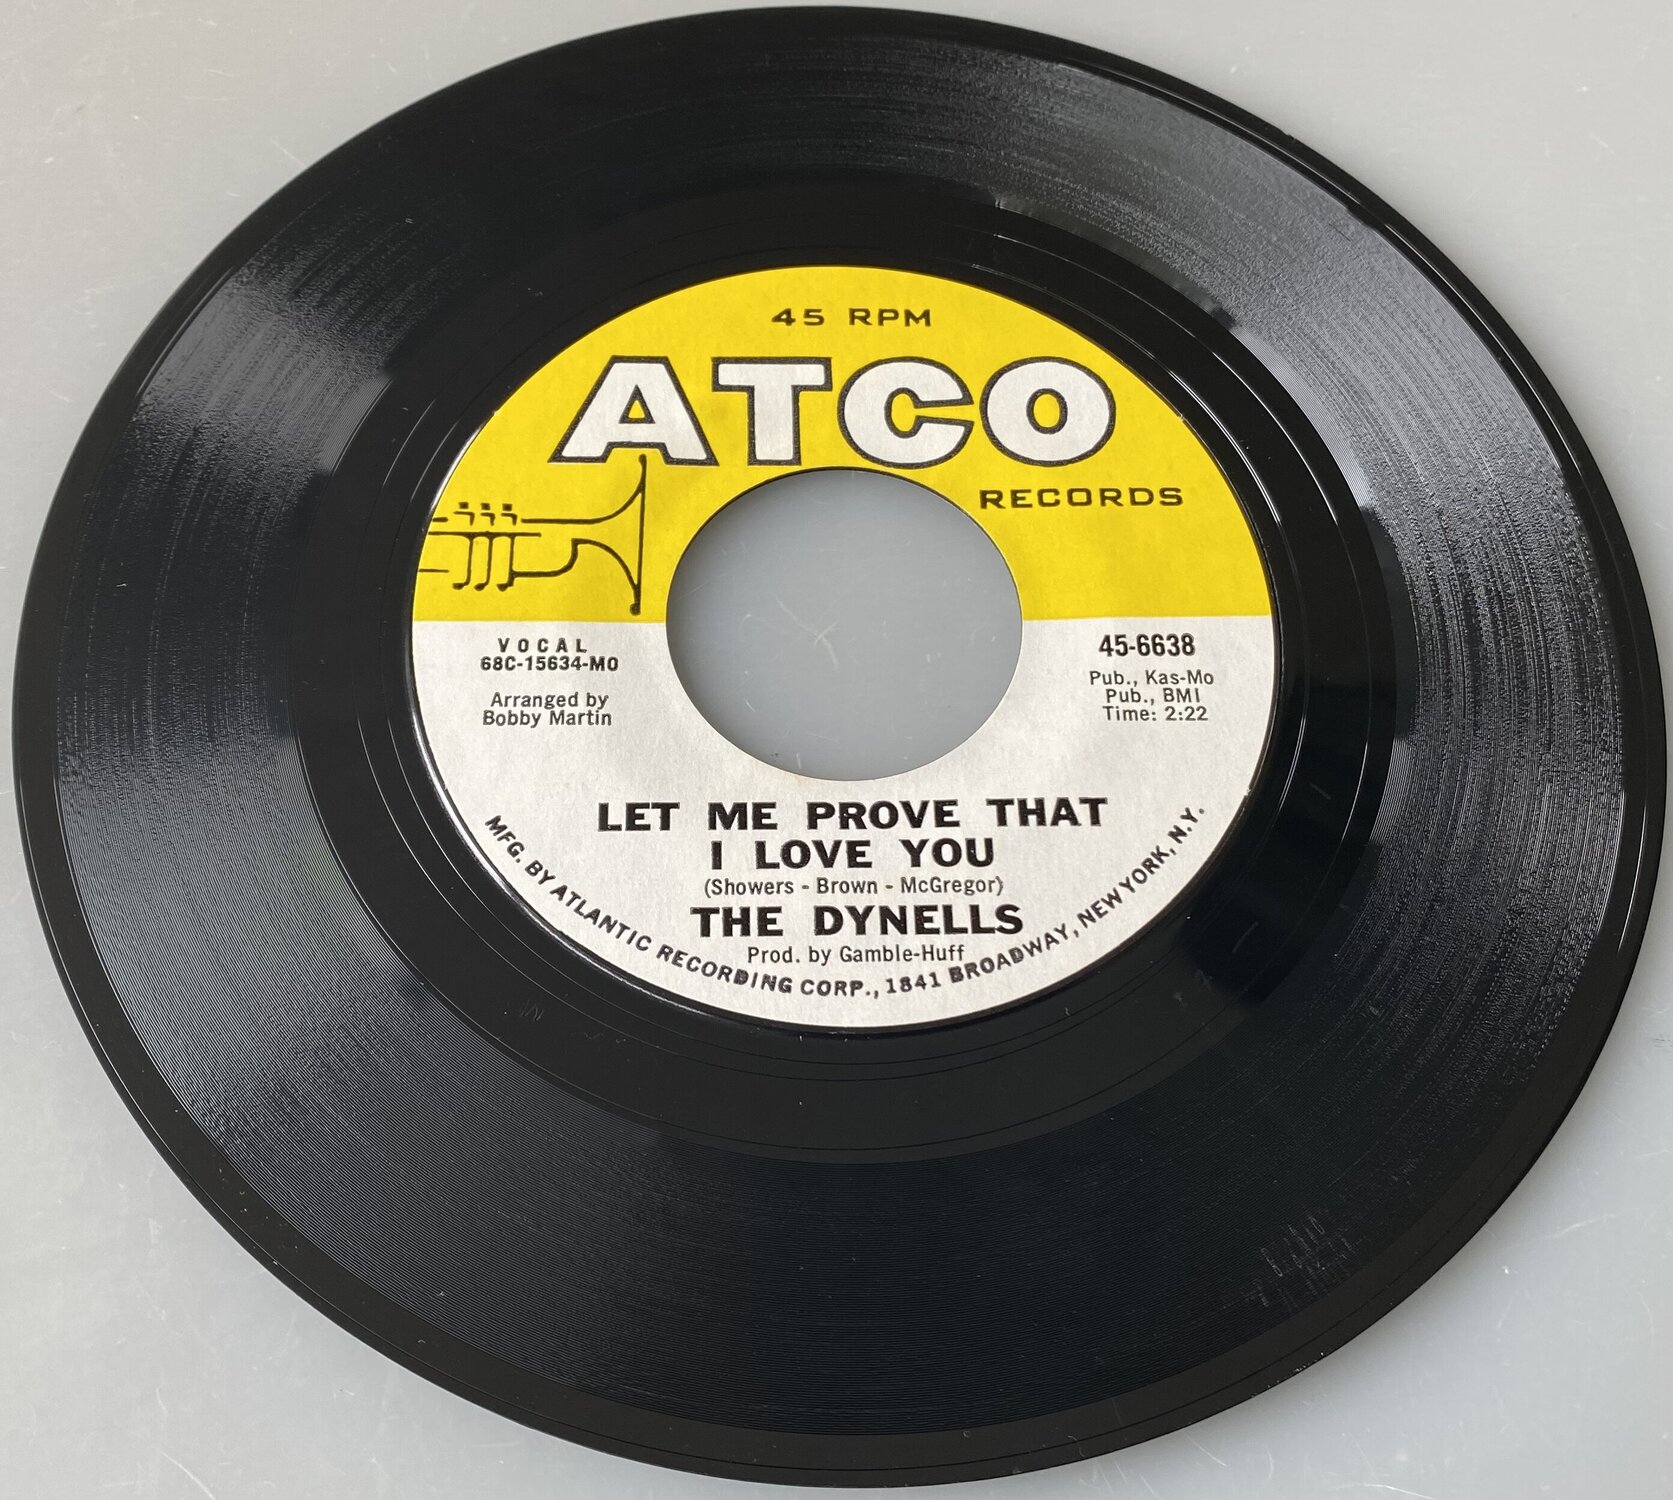 45 RPM
ATCO
RECORDS
VOCAL
68C-15634-MO
Arranged by
Bobby Martin
45-6638
Pub., Kas-Mo
Pub., BMI
Time: 2:22
LET ME PROVE THAT
I LOVE YOU
(Showers - Brown - McGregor)
THE DYNELLS
Prod. by Gamble-Huff
MFG. BY ATLANTIC RECORDING CORP., 1841 BROADWAY, NEW YORK, N.Y.